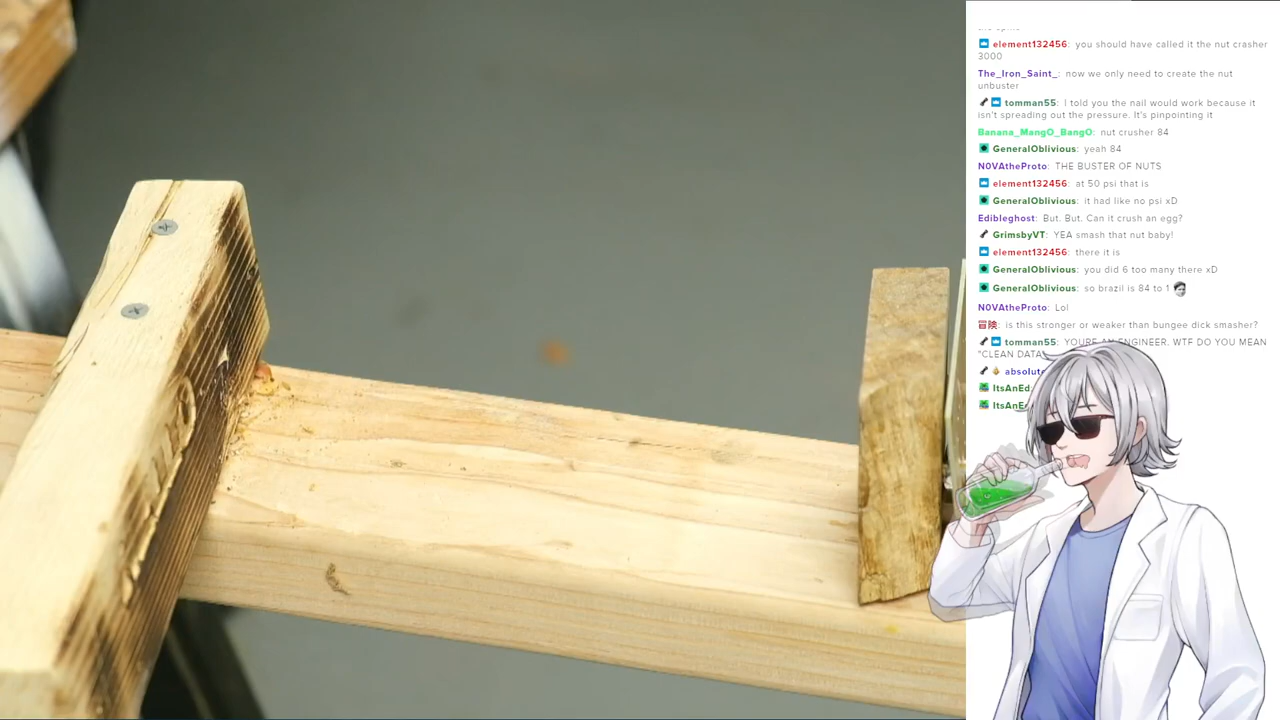 element132456: you should have called it the nut crasher
3000
The_Iron_Saint_: now we only need to create the nut
unbuster
tomman55: I told you the nail would work because it
isn't spreading out the pressure. It's pinpointing it
Banana_MangO_BangO: nut crusher 84
GeneralOblivious: yeah 84
N0VAtheProto: THE BUSTER OF NUTS
element132456: at 50 psi that is
GeneralOblivious: it had like no psi xD
Edibleghost: But. But. Can it crush an egg?
GrimsbyVT: YEA smash that nut baby!
element132456: there it is
GeneralOblivious: you did 6 too many there xD
GeneralOblivious: so brazil is 84 to 1
N0VAtheProto: Lol
冒険: is this stronger or weaker than bungee dick smasher?
tomman55: YOURE AN ENGINEER. WTF DO YOU MEAN
"CLEAN DATA
absolute
ItsAnEd
ItsAnEd